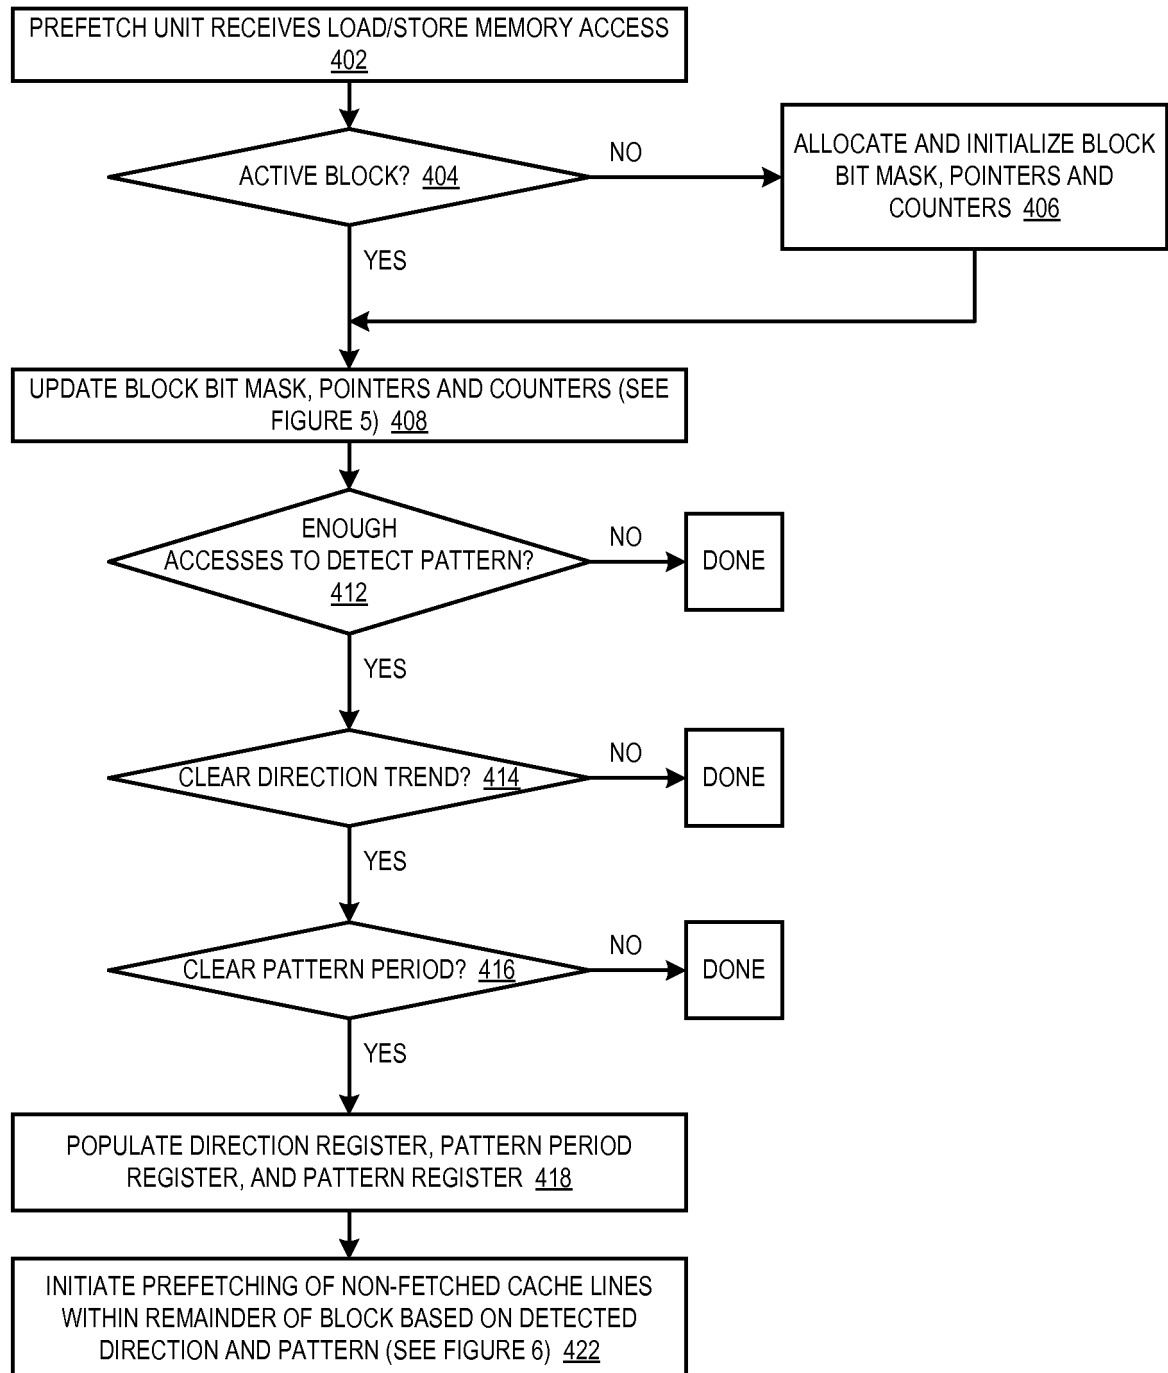 PREFETCH UNIT RECEIVES LOAD/STORE MEMORY ACCESS
402
ACTIVE BLOCK? 404
NO
ALLOCATE AND INITIALIZE BLOCK
BIT MASK, POINTERS AND
COUNTERS 406
YES
UPDATE BLOCK BIT MASK, POINTERS AND COUNTERS (SEE
FIGURE 5) 408
ENOUGH
ACCESSES TO DETECT PATTERN?
412
NO
DONE
YES
CLEAR DIRECTION TREND? 414
NO
DONE
YES
CLEAR PATTERN PERIOD? 416
NO
DONE
YES
POPULATE DIRECTION REGISTER, PATTERN PERIOD
REGISTER, AND PATTERN REGISTER 418
INITIATE PREFETCHING OF NON-FETCHED CACHE LINES
WITHIN REMAINDER OF BLOCK BASED ON DETECTED
DIRECTION AND PATTERN (SEE FIGURE 6) 422